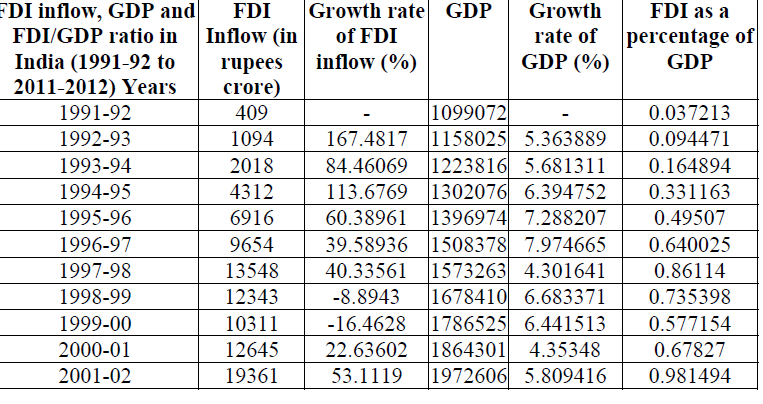 FDI inflow, GDP and FDI/GDP ratio in India (1991-92 to 2011-2012) Years | FDI Inflow (in rupees crore) | Growth rate of FDI inflow (%) | GDP | Growth rate of GDP (%) | FDI as a percentage of GDP
1991-92 | 409 | - | 1099072 | - | 0.037213
1992-93 | 1094 | 167.4817 | 1158025 | 5.363889 | 0.094471
1993-94 | 2018 | 84.46069 | 1223816 | 5.681311 | 0.164894
1994-95 | 4312 | 113.6769 | 1302076 | 6.394752 | 0.331163
1995-96 | 6916 | 60.38961 | 1396974 | 7.288207 | 0.49507
1996-97 | 9654 | 39.58936 | 1508378 | 7.974665 | 0.640025
1997-98 | 13548 | 40.33561 | 1573263 | 4.301641 | 0.86114
1998-99 | 12343 | -8.8943 | 1678410 | 6.683371 | 0.735398
1999-00 | 10311 | -16.4628 | 1786525 | 6.441513 | 0.577154
2000-01 | 12645 | 22.63602 | 1864301 | 4.35348 | 0.67827
2001-02 | 19361 | 53.1119 | 1972606 | 5.809416 | 0.981494